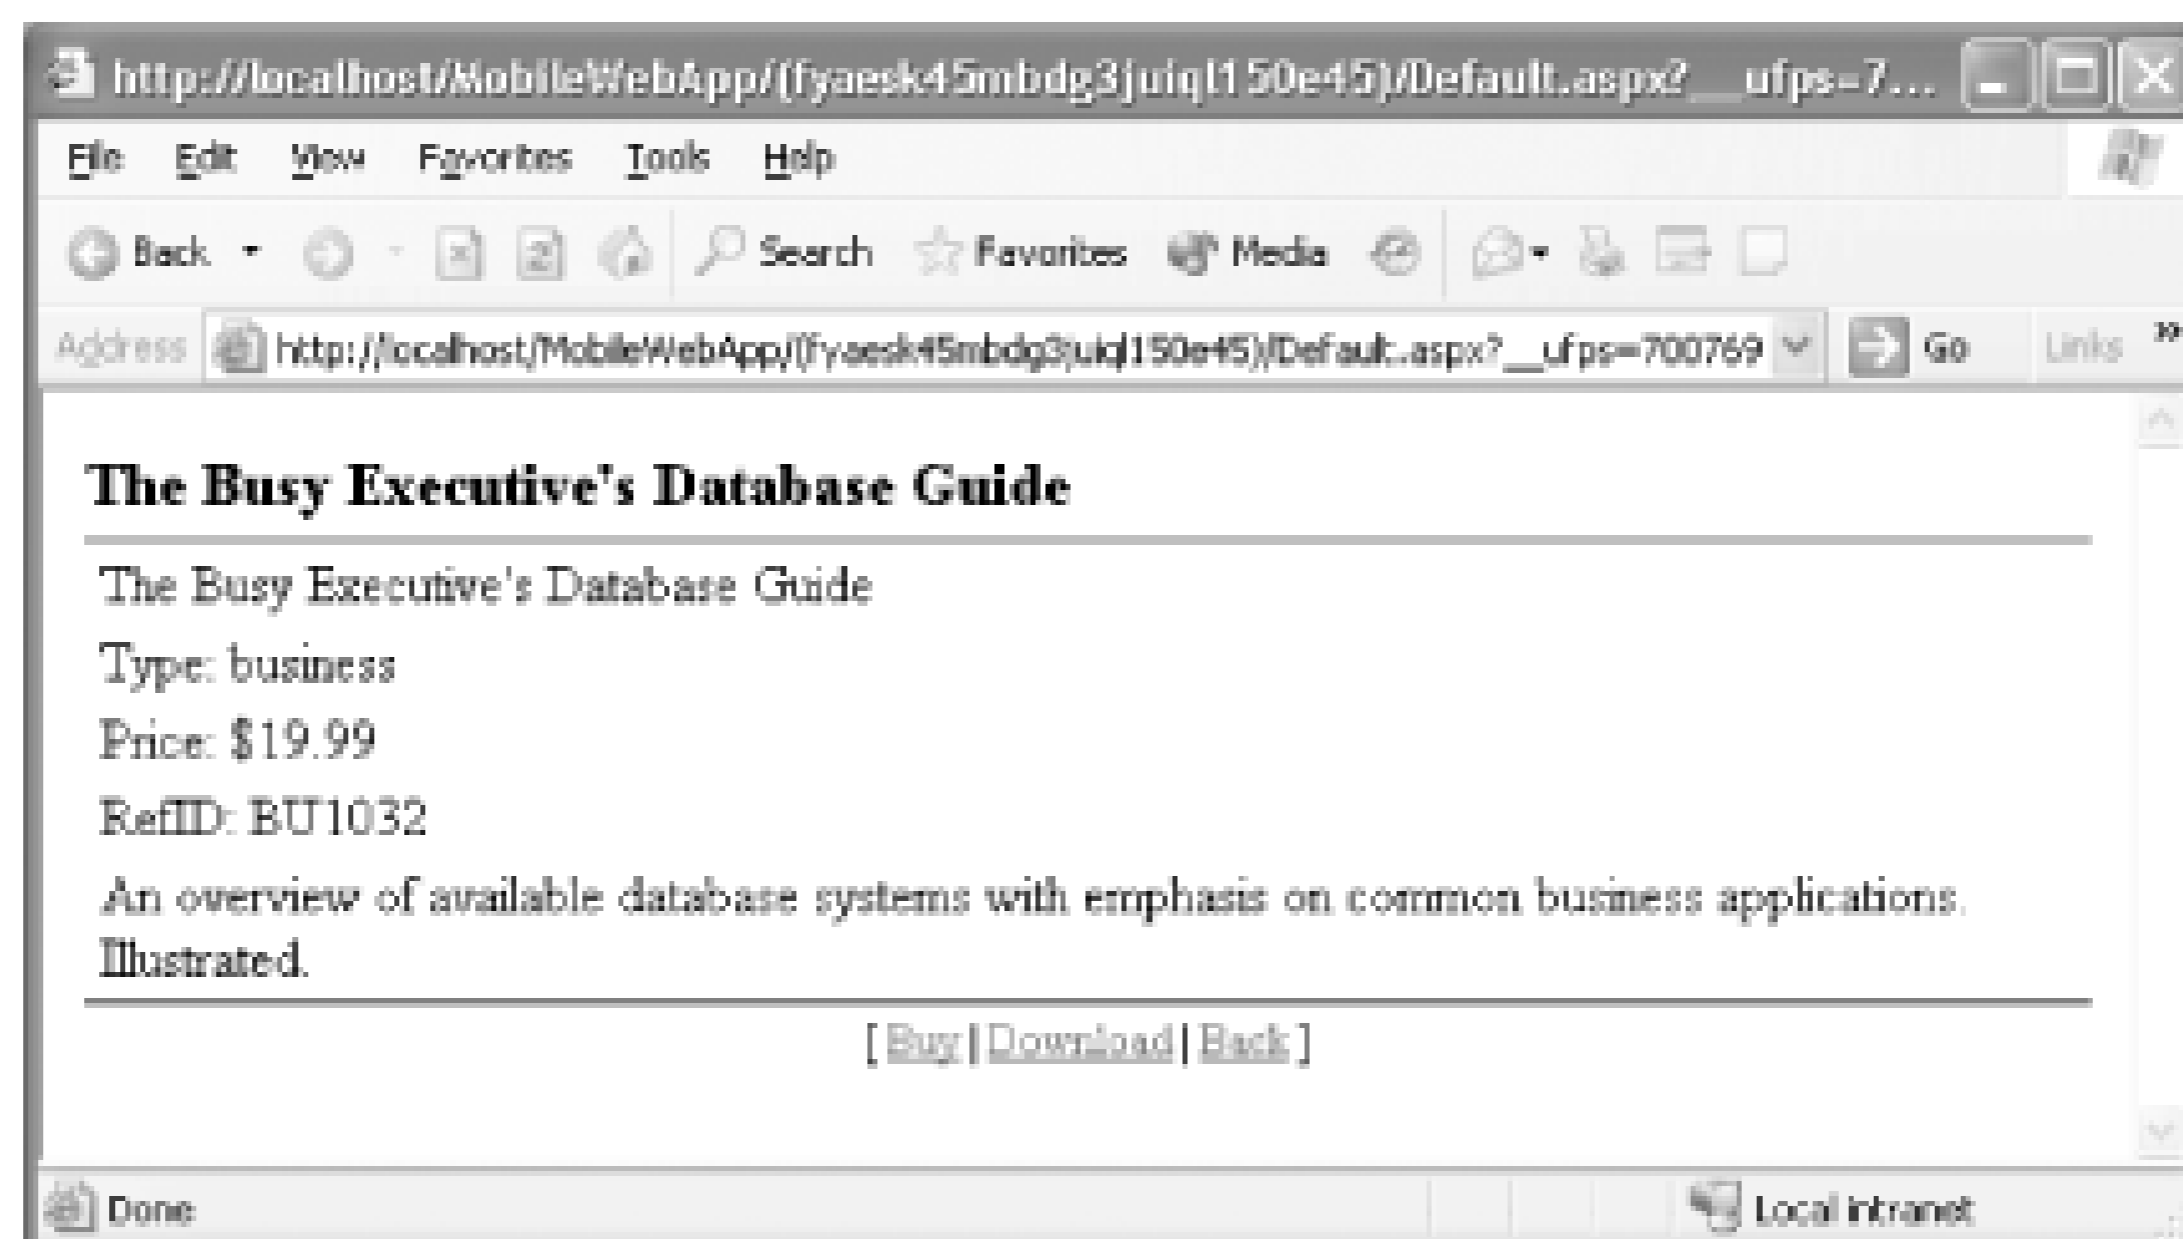 http://localhost/MobileWebApp/(fyaesk45mbdg3juiql150e45)/Default.aspx?__ufps=7...
File Edit View Favorites Tools Help
Back Search Favorites Media
Address http://localhost/MobileWebApp/(fyaesk45mbdg3juiql150e45)/Default.aspx?__ufps=700769 Go Links »
The Busy Executive's Database Guide
The Busy Executive's Database Guide
Type: business
Price: $19.99
RefID: BU1032
An overview of available database systems with emphasis on common business applications.
Illustrated.
[ Buy | Download | Back ]
Done Local intranet